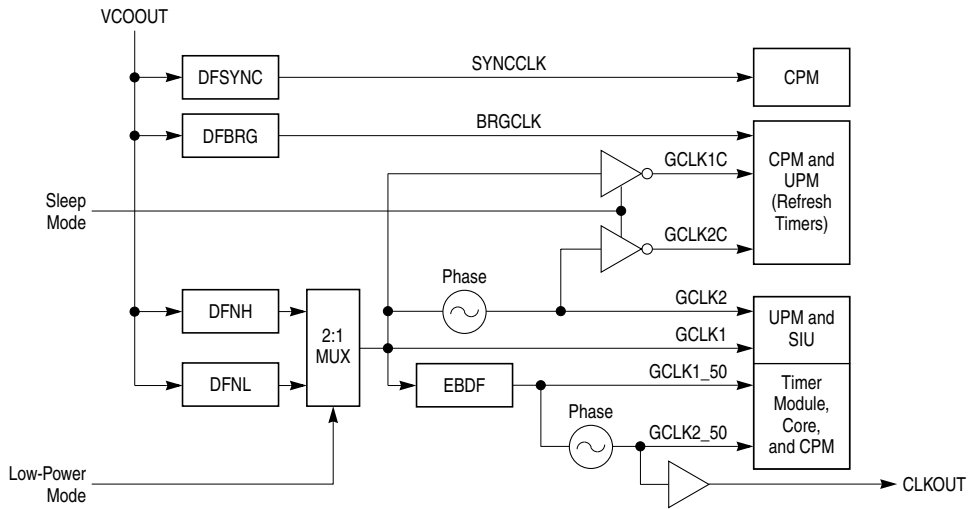 VCOOUT
DFSYNC
SYNCCLK
CPM
DFBRG
BRGCLK
GCLK1C
CPM and
UPM
(Refresh
Timers)
Sleep
Mode
GCLK2C
Phase
DFNH
2:1
MUX
GCLK2
GCLK1
UPM and
SIU
DFNL
EBDF
GCLK1_50
Phase
GCLK2_50
Timer
Module,
Core,
and CPM
Low-Power
Mode
CLKOUT